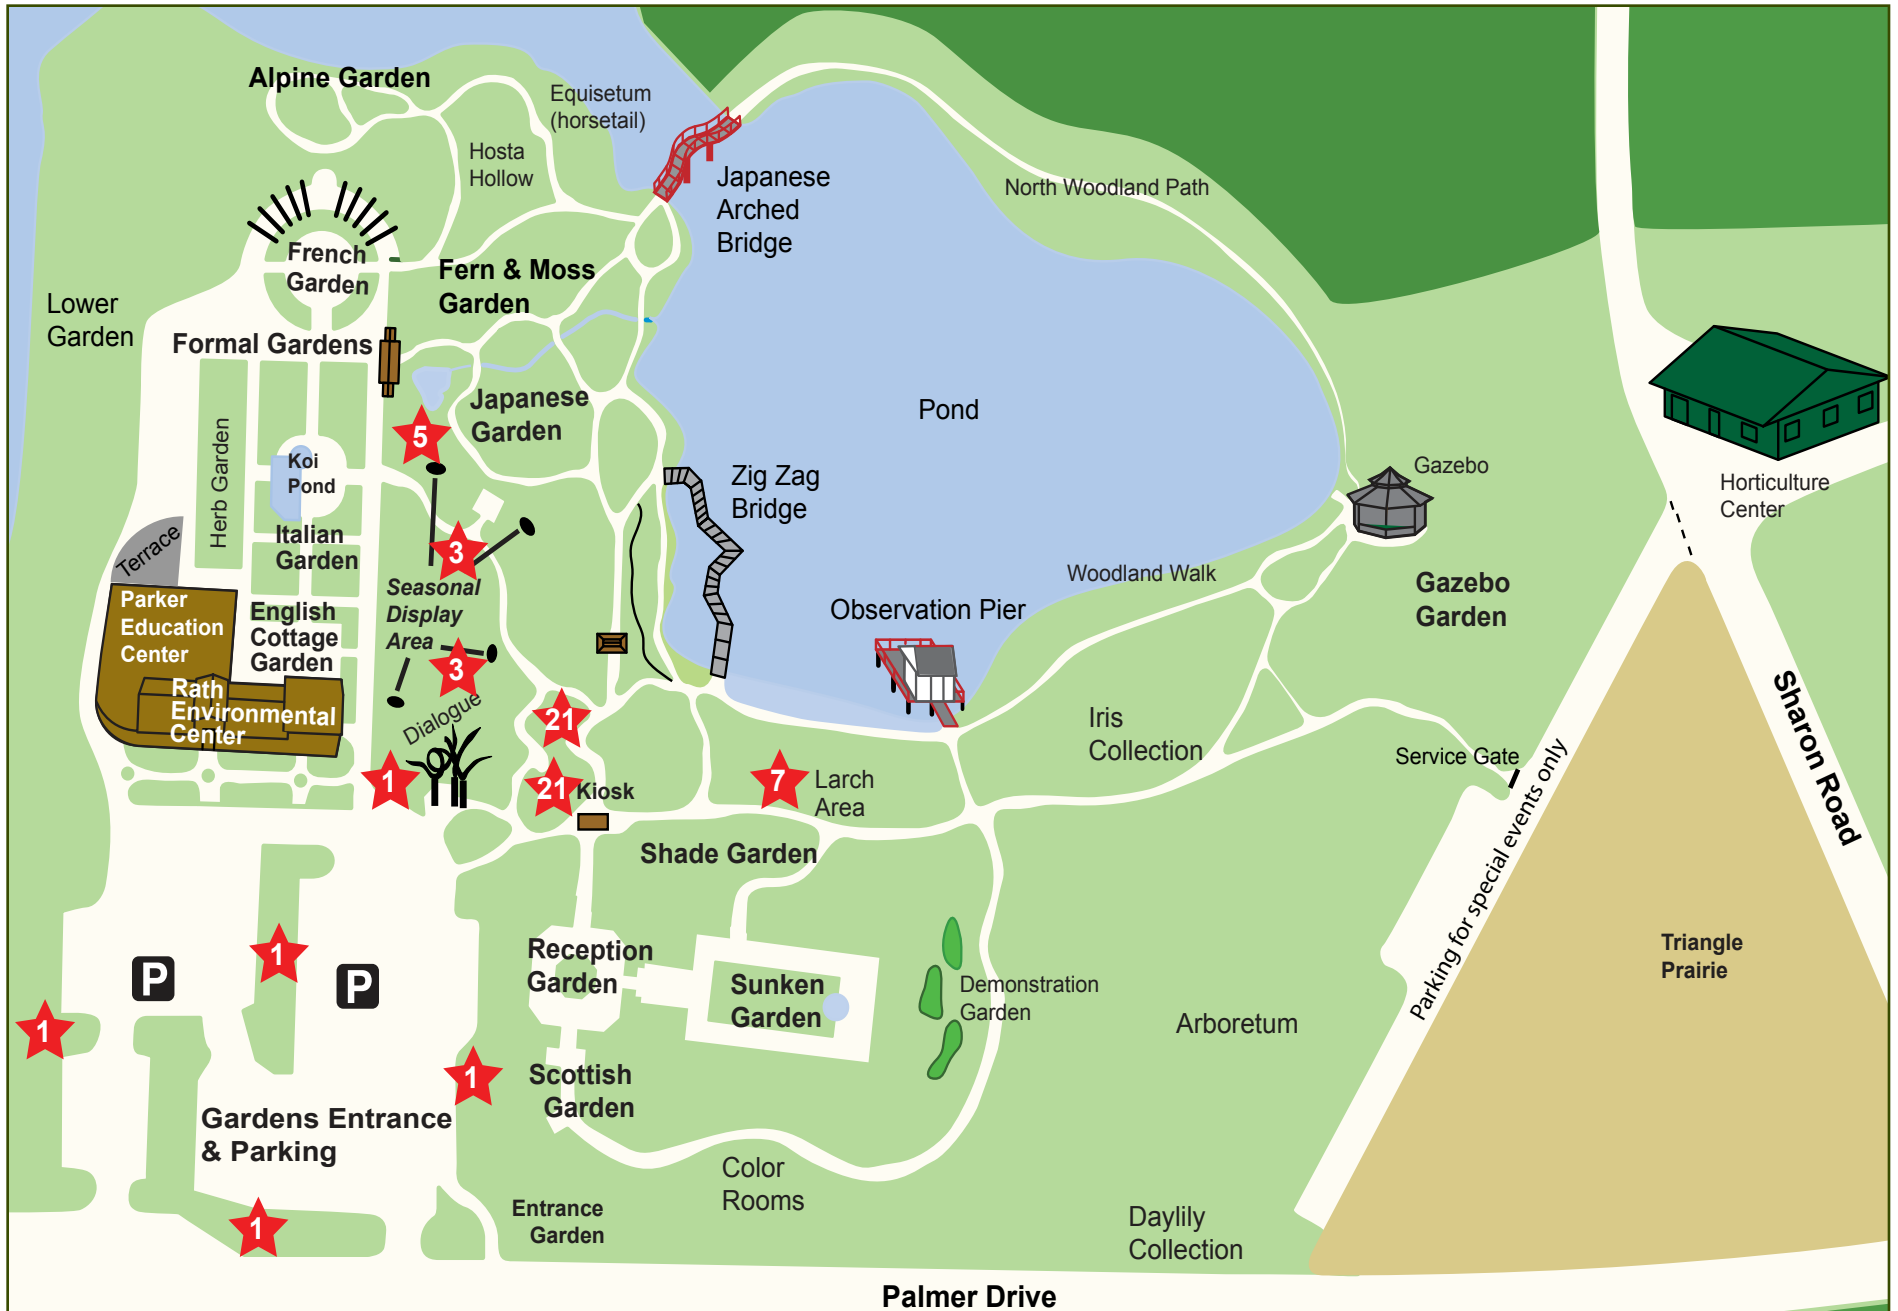 Alpine Garden
Equisetum
(horsetail)
Hosta
Hollow
Japanese
Arched
Bridge
North Woodland Path
French
Garden
Fern & Moss
Garden
Lower
Garden
Formal Gardens
Japanese
Garden
Pond
5
Herb Garden
Koi
Pond
Zig Zag
Bridge
Gazebo
Horticulture
Center
Italian
Garden
Terrace
3
Seasonal
Display
Area
Woodland Walk
Gazebo
Garden
Parker
Education
Center
English
Cottage
Garden
Observation Pier
3
Rath
Environmental
Center
Dialogue
21
Iris
Collection
Service Gate
Sharon Road
1
21
Kiosk
7
Larch
Area
Shade Garden
Parking for special events only
1
P
P
Reception
Garden
Sunken
Garden
Demonstration
Garden
Triangle
Prairie
1
Arboretum
1
Scottish
Garden
Gardens Entrance
& Parking
Color
Rooms
1
Entrance
Garden
Daylily
Collection
Palmer Drive